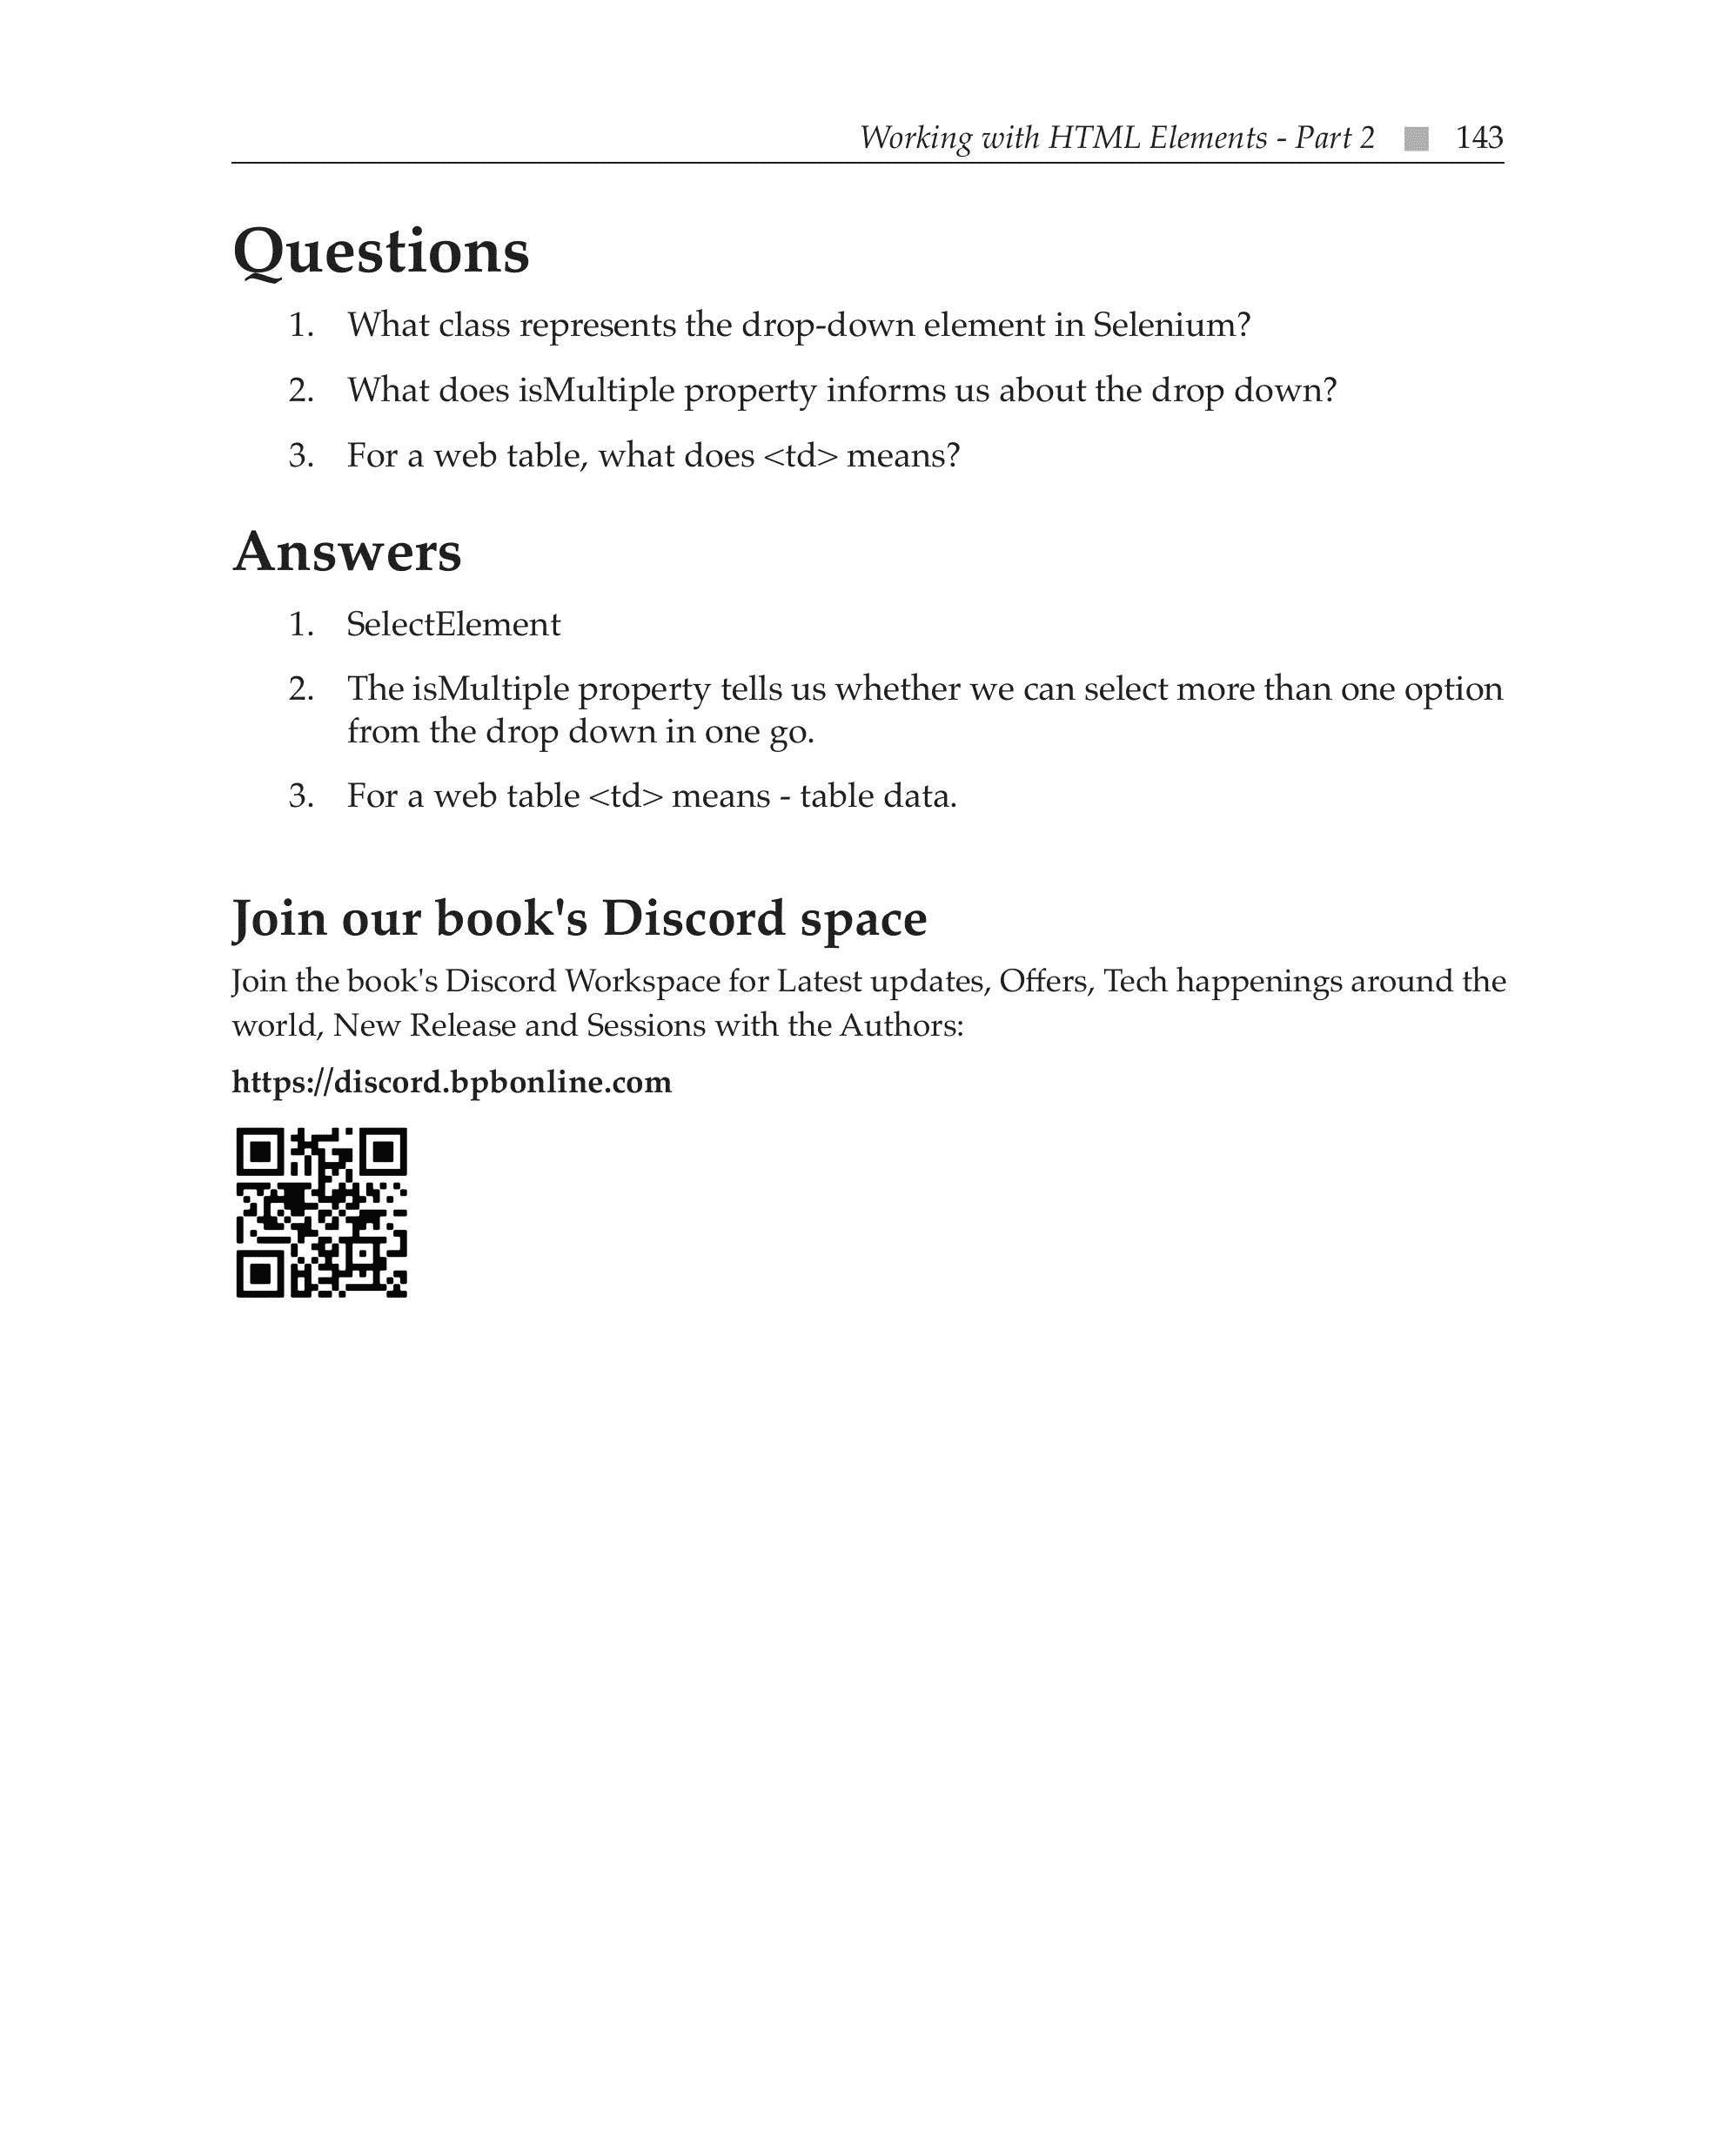 Working with HTML Elements - Part 2 143
Questions
1. What class represents the drop-down element in Selenium?
2. What does isMultiple property informs us about the drop down?
3. For a web table, what does <td> means?
Answers
1. SelectElement
2. The isMultiple property tells us whether we can select more than one option
from the drop down in one go.
3. For a web table <td> means - table data.
Join our book's Discord space
Join the book's Discord Workspace for Latest updates, Offers, Tech happenings around the
world, New Release and Sessions with the Authors:
https://discord.bpbonline.com